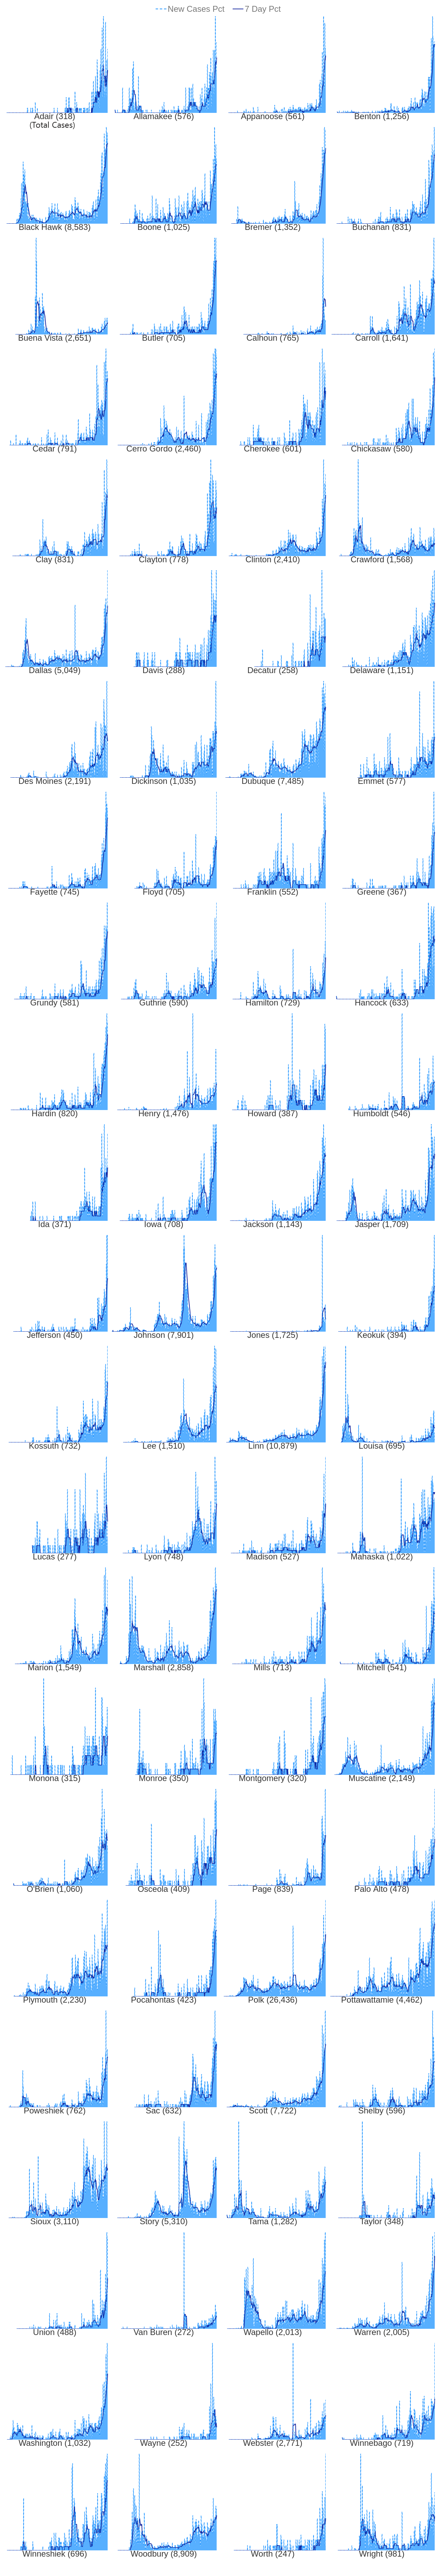 New Cases Pct 7 Day Pct
Adair (318) Allamakee (576) Appanoose (561) Benton (1,256)
(Total Cases)
Black Hawk (8,583) Boone (1,025) Bremer (1,352) Buchanan (831)
Buena Vista (2,651) Butler (705) Calhoun (765) Carroll (1,641)
Cedar (791) Cerro Gordo (2,460) Cherokee (601) Chickasaw (580)
Clay (831) Clayton (778) Clinton (2,410) Crawford (1,568)
Dallas (5,049) Davis (288) Decatur (258) Delaware (1,151)
Des Moines (2,191) Dickinson (1,035) Dubuque (7,485) Emmet (577)
Fayette (745) Floyd (705) Franklin (552) Greene (367)
Grundy (581) Guthrie (590) Hamilton (729) Hancock (633)
Hardin (820) Henry (1,476) Howard (387) Humboldt (546)
Ida (371) Iowa (708) Jackson (1,143) Jasper (1,709)
Jefferson (450) Johnson (7,901) Jones (1,725) Keokuk (394)
Kossuth (732) Lee (1,510) Linn (10,879) Louisa (695)
Lucas (277) Lyon (748) Madison (527) Mahaska (1,022)
Marion (1,549) Marshall (2,858) Mills (713) Mitchell (541)
Monona (315) Monroe (350) Montgomery (320) Muscatine (2,149)
O'Brien (1,060) Osceola (409) Page (839) Palo Alto (478)
Plymouth (2,230) Pocahontas (423) Polk (26,436) Pottawattamie (4,462)
Poweshiek (762) Sac (632) Scott (7,722) Shelby (596)
Sioux (3,110) Story (5,310) Tama (1,282) Taylor (348)
Union (488) Van Buren (272) Wapello (2,013) Warren (2,005)
Washington (1,032) Wayne (252) Webster (2,771) Winnebago (719)
Winneshiek (696) Woodbury (8,909) Worth (247) Wright (981)